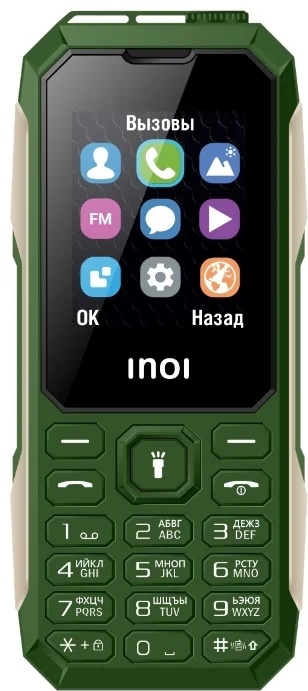 Вызовы
FM
OK Назад
INOI
1
2 АБВГ ABC
3 ДЕЖЗ DEF
4 ИЙКЛ GHI
5 МНОП JKL
6 РСТУ MNO
7 ФХЦЧ PQRS
8 ШЩЪЫ TUV
9 ЬЭЮЯ WXYZ
* +
0
#